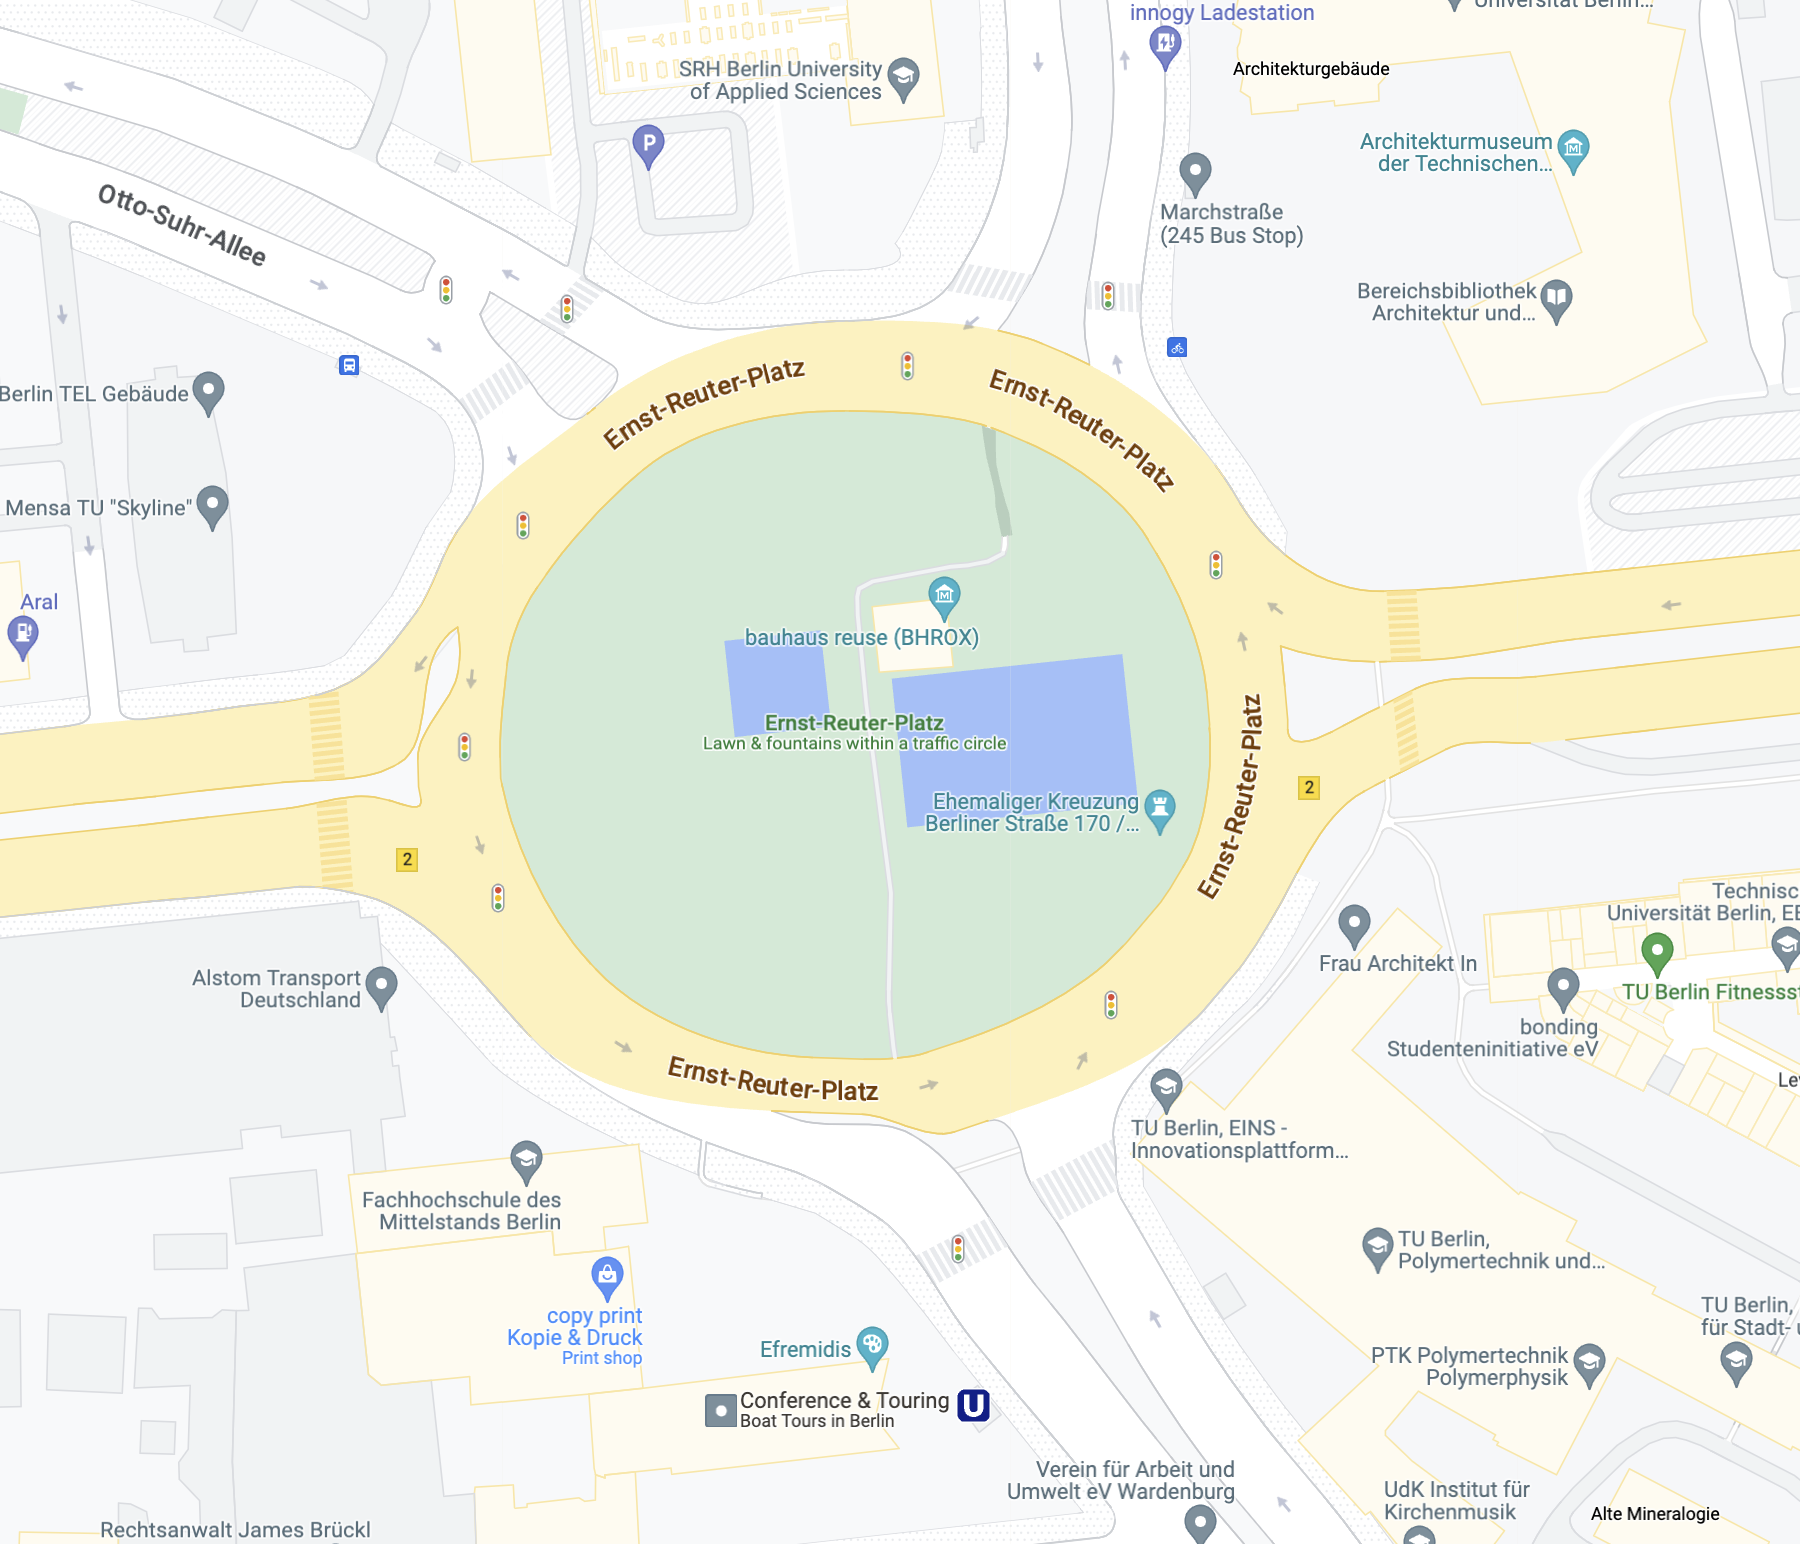 innogy Ladestation
Universität Berlin...
Architekturgebäude
SRH Berlin University
of Applied Sciences
P
Architekturmuseum
der Technischen...
Otto-Suhr-Allee
Marchstraße
(245 Bus Stop)
Bereichsbibliothek
Architektur und...
Berlin TEL Gebäude
Ernst-Reuter-Platz
Ernst-Reuter-Platz
Mensa TU "Skyline"
Aral
bauhaus reuse (BHROX)
Ernst-Reuter-Platz
Lawn & fountains within a traffic circle
Ernst-Reuter-Platz
2
Ehemaliger Kreuzung
Berliner Straße 170 /...
2
Technisc
Universität Berlin, EB
Frau Architekt In
TU Berlin Fitnessst
Alstom Transport
Deutschland
bonding
Studenteninitiative eV
Ernst-Reuter-Platz
Lev
TU Berlin, EINS -
Innovationsplattform...
Fachhochschule des
Mittelstands Berlin
TU Berlin,
Polymertechnik und...
copy print
Kopie & Druck
Print shop
Efremidis
TU Berlin,
für Stadt- u
PTK Polymertechnik
Polymerphysik
Conference & Touring
Boat Tours in Berlin
U
Verein für Arbeit und
Umwelt eV Wardenburg
UdK Institut für
Kirchenmusik
Alte Mineralogie
Rechtsanwalt James Brückl